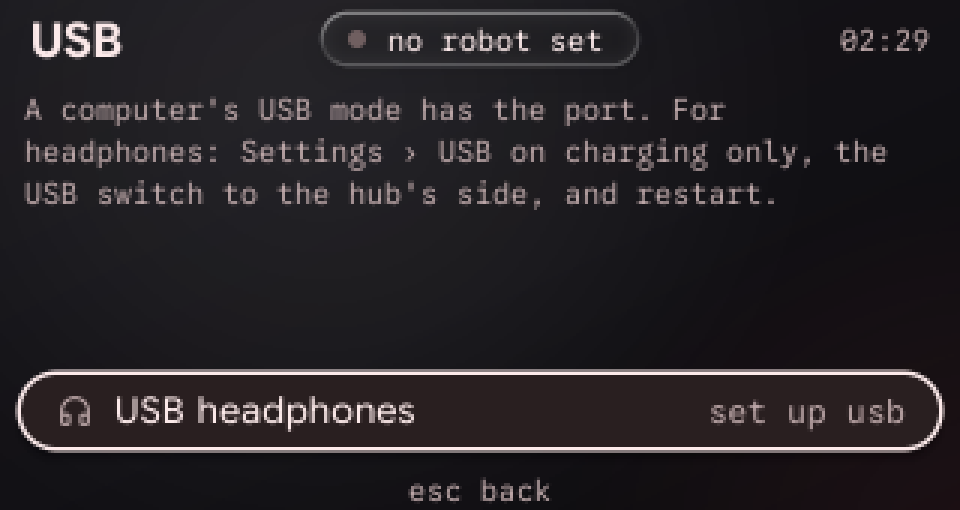 USB
no robot set
02:29
A computer's USB mode has the port. For
headphones: Settings › USB on charging only, the
USB switch to the hub's side, and restart.
USB headphones
set up usb
esc back